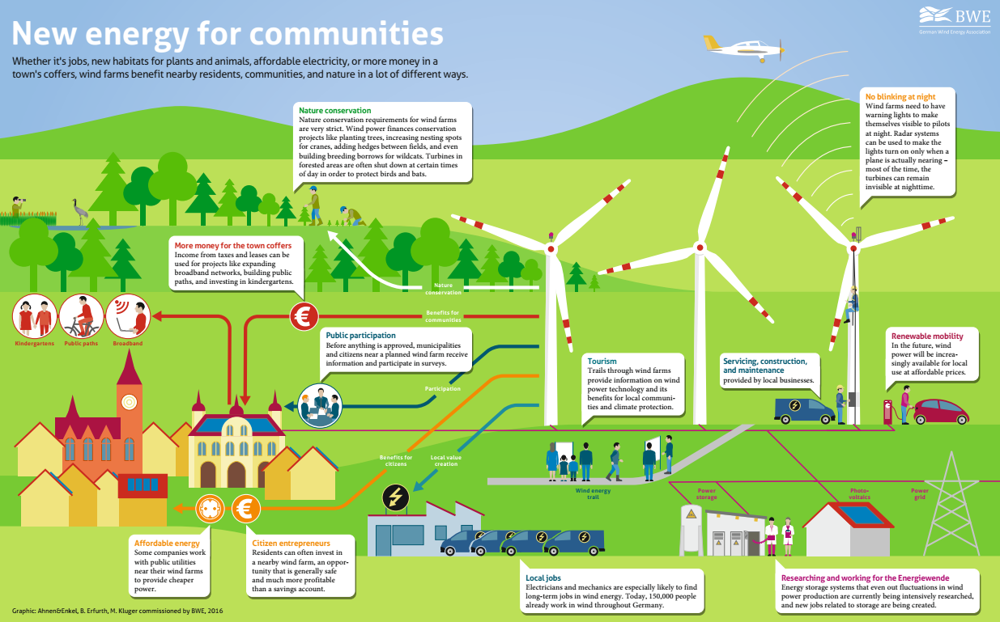 New energy for communities
Whether it's jobs, new habitats for plants and animals, affordable electricity, or more money in a
town's coffers, wind farms benefit nearby residents, communities, and nature in a lot of different ways.
BWE
German Wind Energy Association
Nature conservation
Nature conservation requirements for wind farms
are very strict. Wind power finances conservation
projects like planting trees, increasing nesting spots
for cranes, adding hedges between fields, and even
building breeding borrows for wildcats. Turbines in
forested areas are often shut down at certain times
of day in order to protect birds and bats.
No blinking at night
Wind farms need to have
warning lights to make
themselves visible to pilots
at night. Radar systems
can be used to make the
lights turn on only when a
plane is actually nearing –
most of the time, the
turbines can remain
invisible at nighttime.
More money for the town coffers
Income from taxes and leases can be
used for projects like expanding
broadband networks, building public
paths, and investing in kindergartens.
Nature
conservation
Benefits for
communities
€
Kindergartens
Public paths
Broadband
Public participation
Before anything is approved, municipalities
and citizens near a planned wind farm receive
information and participate in surveys.
Participation
Tourism
Trails through wind farms
provide information on wind
power technology and its
benefits for local communi-
ties and climate protection.
Servicing, construction,
and maintenance
provided by local businesses.
Renewable mobility
In the future, wind
power will be increa-
singly available for local
use at affordable prices.
Benefits for
citizens
Local value
creation
Wind energy
trail
Power
storage
Photo-
voltaics
Power
grid
€
Affordable energy
Some companies work
with public utilities
near their wind farms
to provide cheaper
power.
Citizen entrepreneurs
Residents can often invest in
a nearby wind farm, an oppor-
tunity that is generally safe
and much more profitable
than a savings account.
Local jobs
Electricians and mechanics are especially likely to find
long-term jobs in wind energy. Today, 150,000 people
already work in wind throughout Germany.
Researching and working for the Energiewende
Energy storage systems that even out fluctuations in wind
power production are currently being intensively researched,
and new jobs related to storage are being created.
Graphic: Ahnen&Enkel, B. Erfurth, M. Kluger commissioned by BWE, 2016